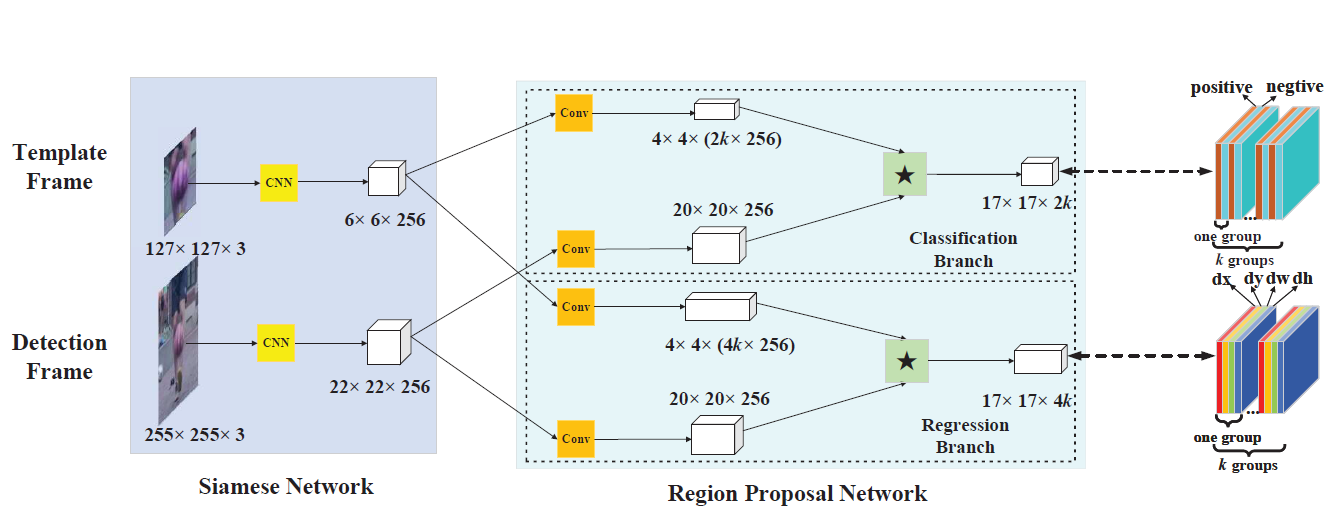 Template
Frame
127× 127× 3
CNN
6× 6× 256
Detection
Frame
255× 255× 3
CNN
22× 22× 256
Siamese Network
Conv
4× 4× (2k× 256)
Conv
20× 20× 256
★
17× 17× 2k
Classification
Branch
Conv
4× 4× (4k× 256)
Conv
20× 20× 256
★
17× 17× 4k
Regression
Branch
Region Proposal Network
positive negtive
...
one group
k groups
dx dy dw dh
...
one group
k groups